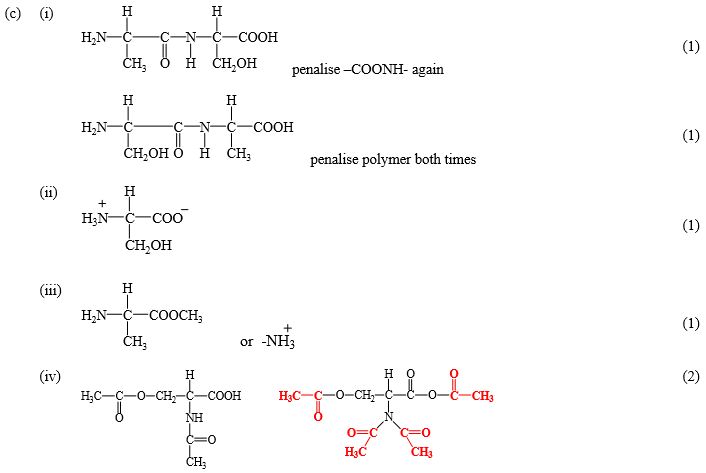 (c) (i) H H
H₂N—C—C—N—C—COOH (1)
CH₃ O H CH₂OH penalise –COONH- again
H H
H₂N—C—C—N—C—COOH (1)
CH₂OH O H CH₃ penalise polymer both times
(ii) + H
H₃N—C—COO⁻ (1)
CH₂OH
(iii) H
H₂N—C—COOCH₃ (1)
CH₃ or -NH₃ +
(iv) H H O O (2)
H₃C—C—O—CH₂—C—COOH H₃C—C—O—CH₂—C—C—O—C—CH₃
O NH O N
C=O O=C C=O
CH₃ H₃C CH₃